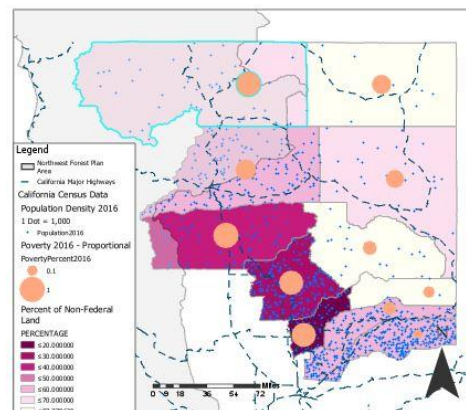 Legend
Northwest Forest Plan
Area
California Major Highways
California Census Data
Population Density 2016
1 Dot = 1,000
Population2016
Poverty 2016 - Proportional
PovertyPercent2016
0.1
1
Percent of Non-Federal
Land
PERCENTAGE
≤20.000000
≤30.000000
≤40.000000
≤50.000000
≤60.000000
≤70.000000
0 9 18 36 54 72
Miles